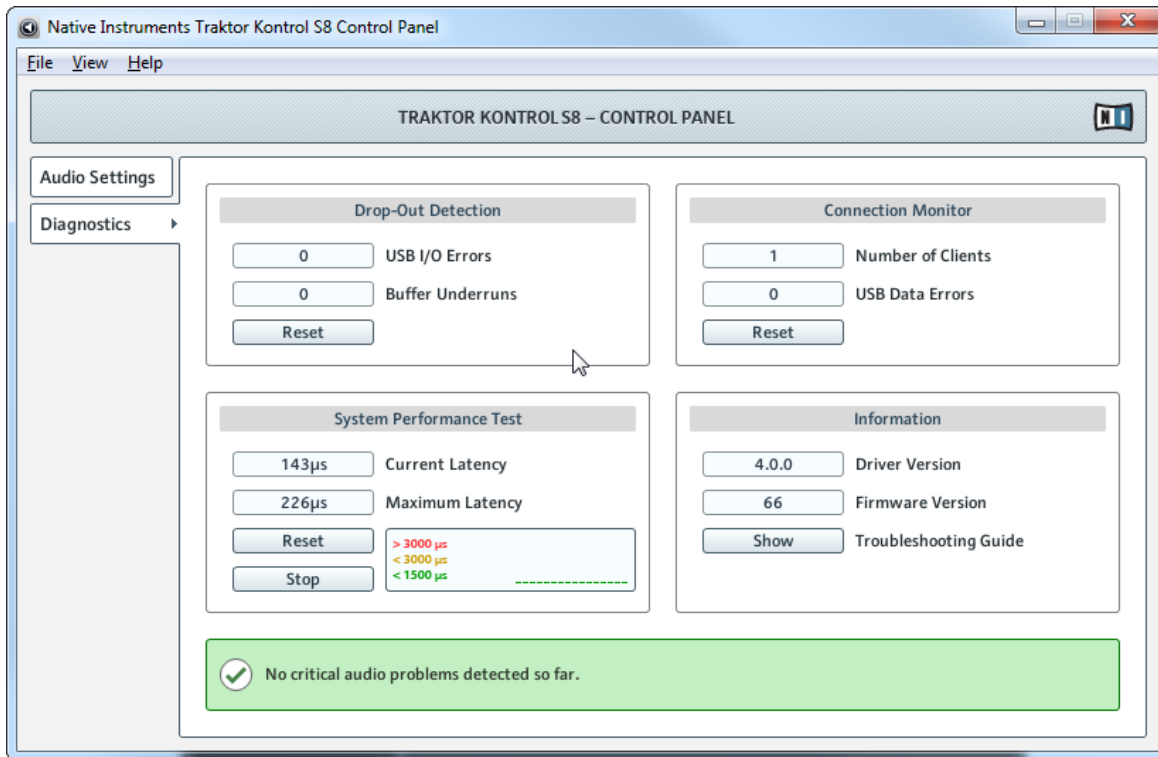 Native Instruments Traktor Kontrol S8 Control Panel
File View Help
TRAKTOR KONTROL S8 – CONTROL PANEL
NI
Audio Settings
Diagnostics
Drop-Out Detection
0 USB I/O Errors
0 Buffer Underruns
Reset
Connection Monitor
1 Number of Clients
0 USB Data Errors
Reset
System Performance Test
143µs Current Latency
226µs Maximum Latency
Reset
Stop
> 3000 µs
< 3000 µs
< 1500 µs
Information
4.0.0 Driver Version
66 Firmware Version
Show Troubleshooting Guide
No critical audio problems detected so far.